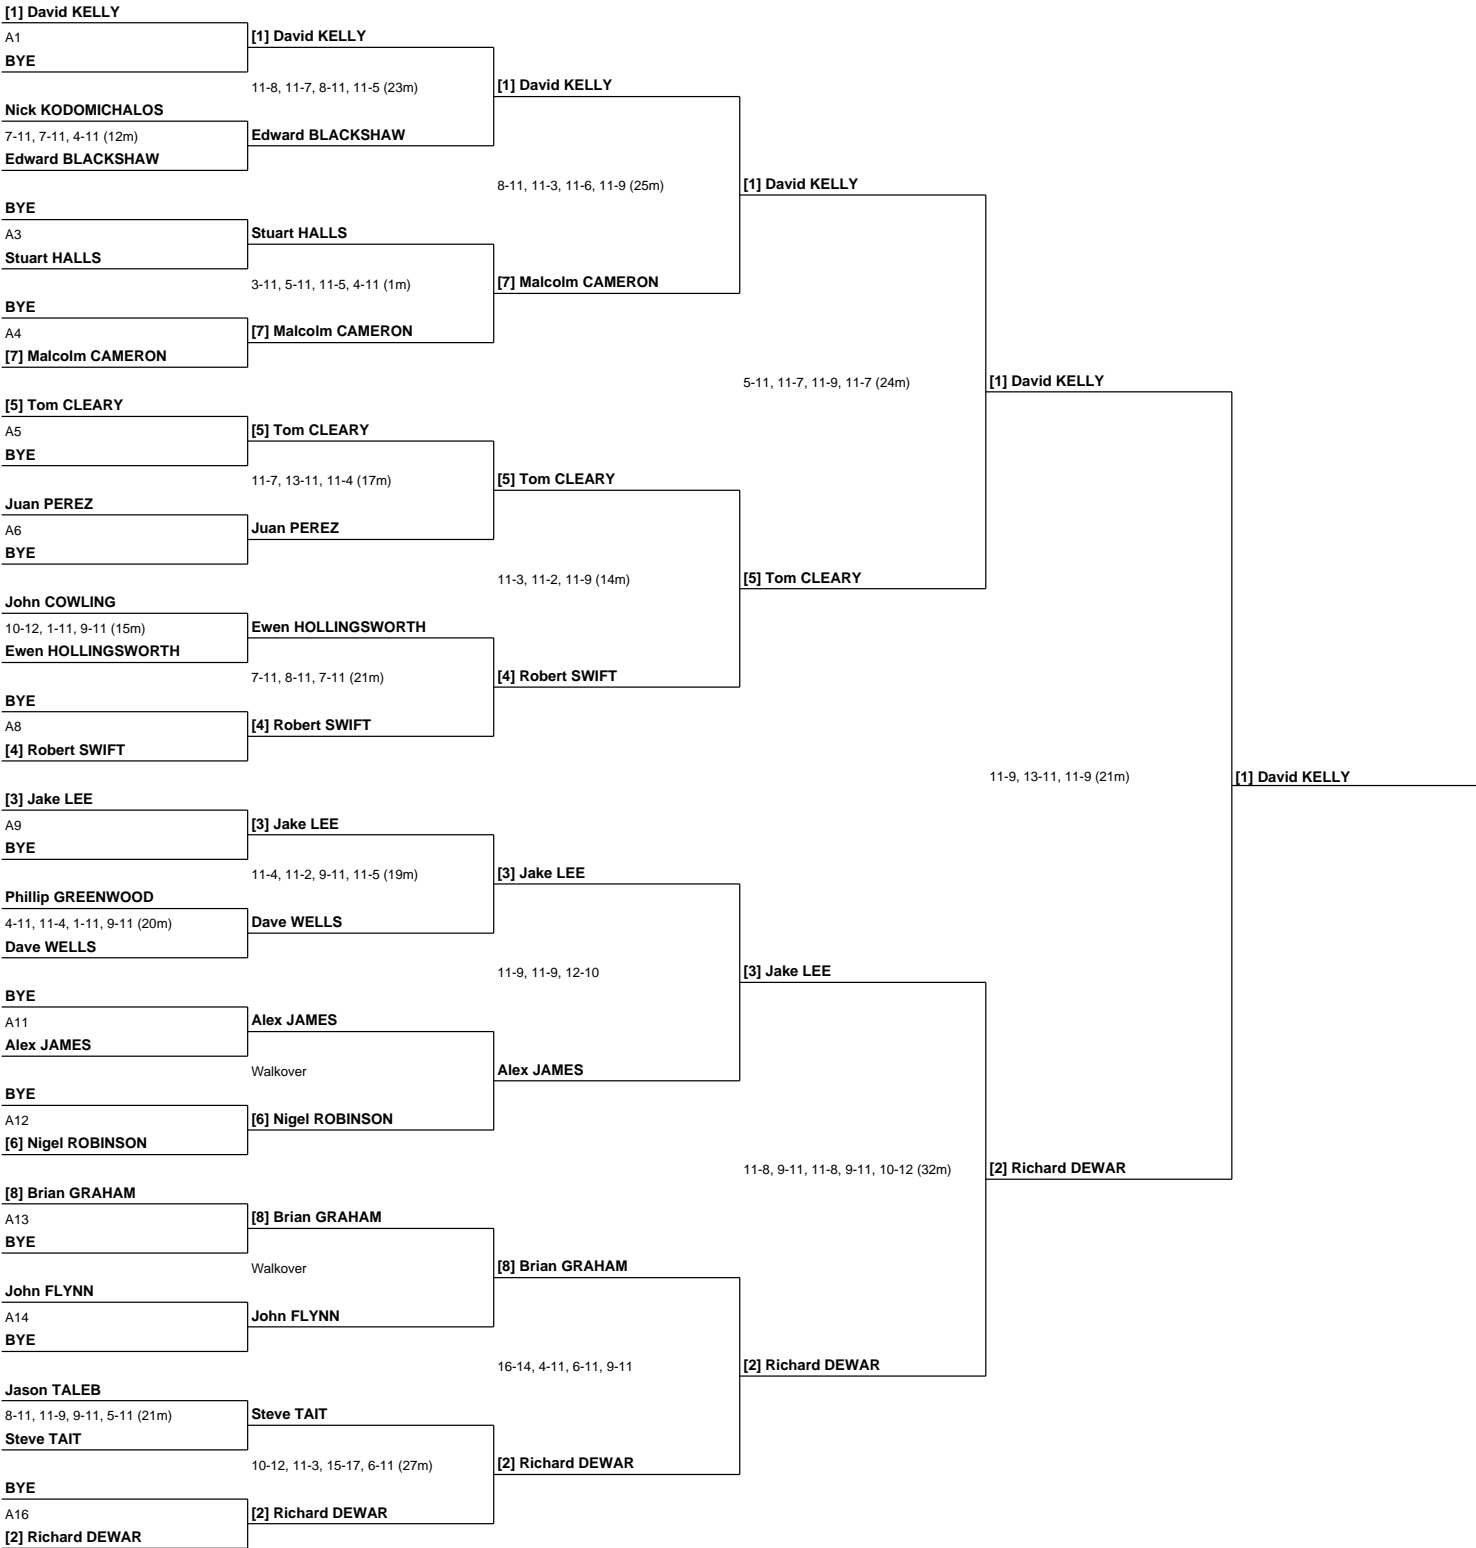 [1] David KELLY
A1
BYE
Nick KODOMICHALOS
7-11, 7-11, 4-11 (12m)
Edward BLACKSHAW
BYE
A3
Stuart HALLS
BYE
A4
[7] Malcolm CAMERON
[5] Tom CLEARY
A5
BYE
Juan PEREZ
A6
BYE
John COWLING
10-12, 1-11, 9-11 (15m)
Ewen HOLLINGSWORTH
BYE
A8
[4] Robert SWIFT
[3] Jake LEE
A9
BYE
Phillip GREENWOOD
4-11, 11-4, 1-11, 9-11 (20m)
Dave WELLS
BYE
A11
Alex JAMES
BYE
A12
[6] Nigel ROBINSON
[8] Brian GRAHAM
A13
BYE
John FLYNN
A14
BYE
Jason TALEB
8-11, 11-9, 9-11, 5-11 (21m)
Steve TAIT
BYE
A16
[2] Richard DEWAR
[1] David KELLY
11-8, 11-7, 8-11, 11-5 (23m)
Edward BLACKSHAW
Stuart HALLS
3-11, 5-11, 11-5, 4-11 (1m)
[7] Malcolm CAMERON
[5] Tom CLEARY
11-7, 13-11, 11-4 (17m)
Juan PEREZ
Ewen HOLLINGSWORTH
7-11, 8-11, 7-11 (21m)
[4] Robert SWIFT
[3] Jake LEE
11-4, 11-2, 9-11, 11-5 (19m)
Dave WELLS
Alex JAMES
Walkover
[6] Nigel ROBINSON
[8] Brian GRAHAM
Walkover
John FLYNN
Steve TAIT
10-12, 11-3, 15-17, 6-11 (27m)
[2] Richard DEWAR
[1] David KELLY
8-11, 11-3, 11-6, 11-9 (25m)
[7] Malcolm CAMERON
[5] Tom CLEARY
11-3, 11-2, 11-9 (14m)
[4] Robert SWIFT
[3] Jake LEE
11-9, 11-9, 12-10
Alex JAMES
[8] Brian GRAHAM
16-14, 4-11, 6-11, 9-11
[2] Richard DEWAR
[1] David KELLY
5-11, 11-7, 11-9, 11-7 (24m)
[5] Tom CLEARY
[3] Jake LEE
11-8, 9-11, 11-8, 9-11, 10-12 (32m)
[2] Richard DEWAR
[1] David KELLY
11-9, 13-11, 11-9 (21m)
[2] Richard DEWAR
[1] David KELLY